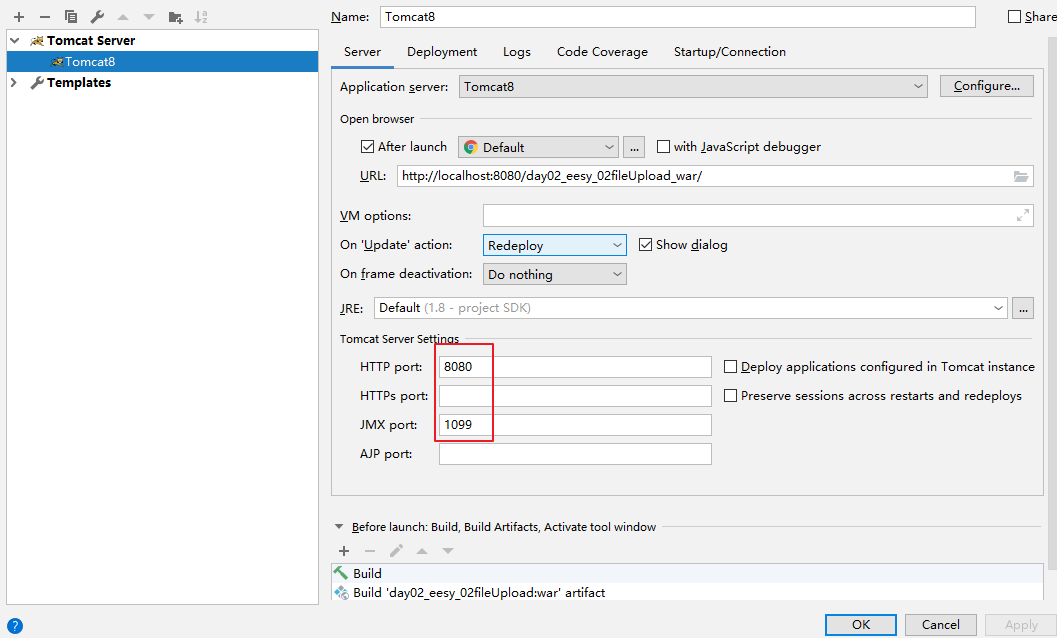 Name: Tomcat8 Share
Tomcat Server
Tomcat8
Templates
Server Deployment Logs Code Coverage Startup/Connection
Application server: Tomcat8 Configure...
Open browser
After launch Default ... with JavaScript debugger
URL: http://localhost:8080/day02_eesy_02fileUpload_war/
VM options:
On 'Update' action: Redeploy Show dialog
On frame deactivation: Do nothing
JRE: Default (1.8 - project SDK) ...
Tomcat Server Settings
HTTP port: 8080 Deploy applications configured in Tomcat instance
HTTPs port: Preserve sessions across restarts and redeploys
JMX port: 1099
AJP port:
Before launch: Build, Build Artifacts, Activate tool window
Build
Build 'day02_eesy_02fileUpload:war' artifact
? OK Cancel Apply